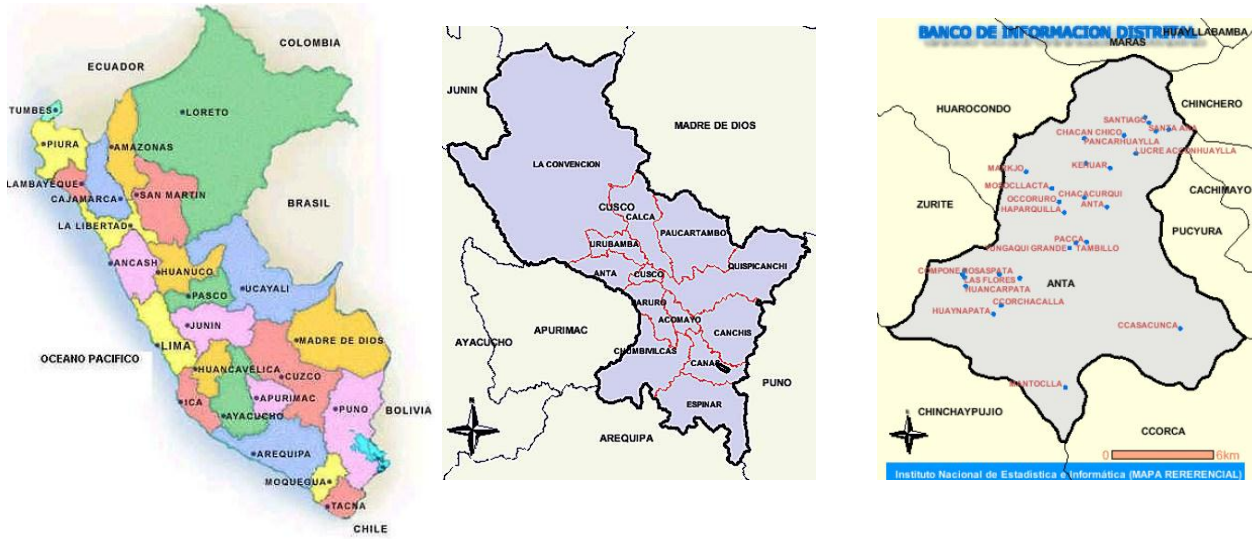 COLOMBIA
ECUADOR
TUMBES
LORETO
PIURA
AMAZONAS
LAMBAYEQUE
CAJAMARCA
SAN MARTIN
BRASIL
LA LIBERTAD
ANCASH
HUANUCO
UCAYALI
PASCO
JUNIN
LIMA
MADRE DE DIOS
OCEANO PACIFICO
HUANCAVELICA
CUZCO
ICA
APURIMAC
PUNO
BOLIVIA
AYACUCHO
AREQUIPA
MOQUEGUA
TACNA
CHILE
JUNIN
MADRE DE DIOS
LA CONVENCION
CUSCO
CALCA
PAUCARTAMBO
URUBAMBA
QUISPICANCHI
ANTA
CUSCO
ACOMAYO
APURIMAC
CANCHIS
AYACUCHO
CHUMBIVILCAS
CANAS
PUNO
ESPINAR
N
AREQUIPA
BANCO DE INFORMACION DISTRITAL
HUAYLLABAMBA
MARAS
HUAROCONDO
CHINCHERO
SANTIAGO
SANTA ANA
CHACAN CHICO
PANCARHUAYLLA
KERUAR
MARKJO
MOSOCLLACTA
CHACACURQUI
CACHIMAYO
OCCORURO
ANTA
ZURITE
HAPARQUILLA
PUCYURA
PACCA
TAMBILLO
COMPONE
ROSASPATA
LAS FLORES
ANTA
HUANCARPATA
CCORCHACALLA
HUAYNAPATA
CCASACUNCA
MANTOCLLA
CHINCHAYPUJIO
CCORCA
N
0 6km
Instituto Nacional de Estadistica e Informática (MAPA RERERENCIAL)